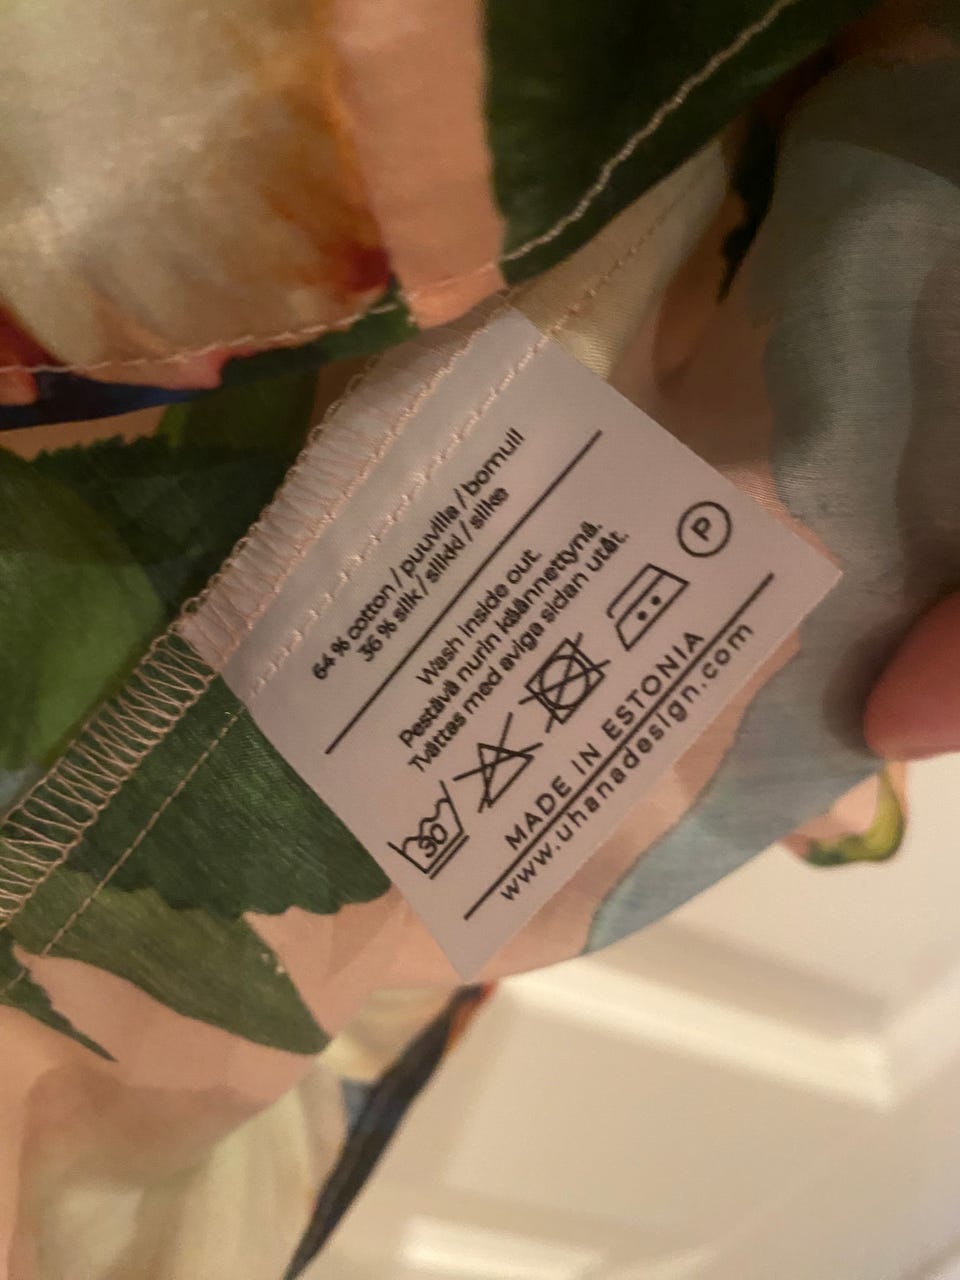 64 % cotton / puuvilla / bomull
36 % silk / silkki / silke
Wash inside out.
Pestävä nurin käännettynä.
Tvättas med aviga sidan utåt.
30
P
MADE IN ESTONIA
www.uhanadesign.com